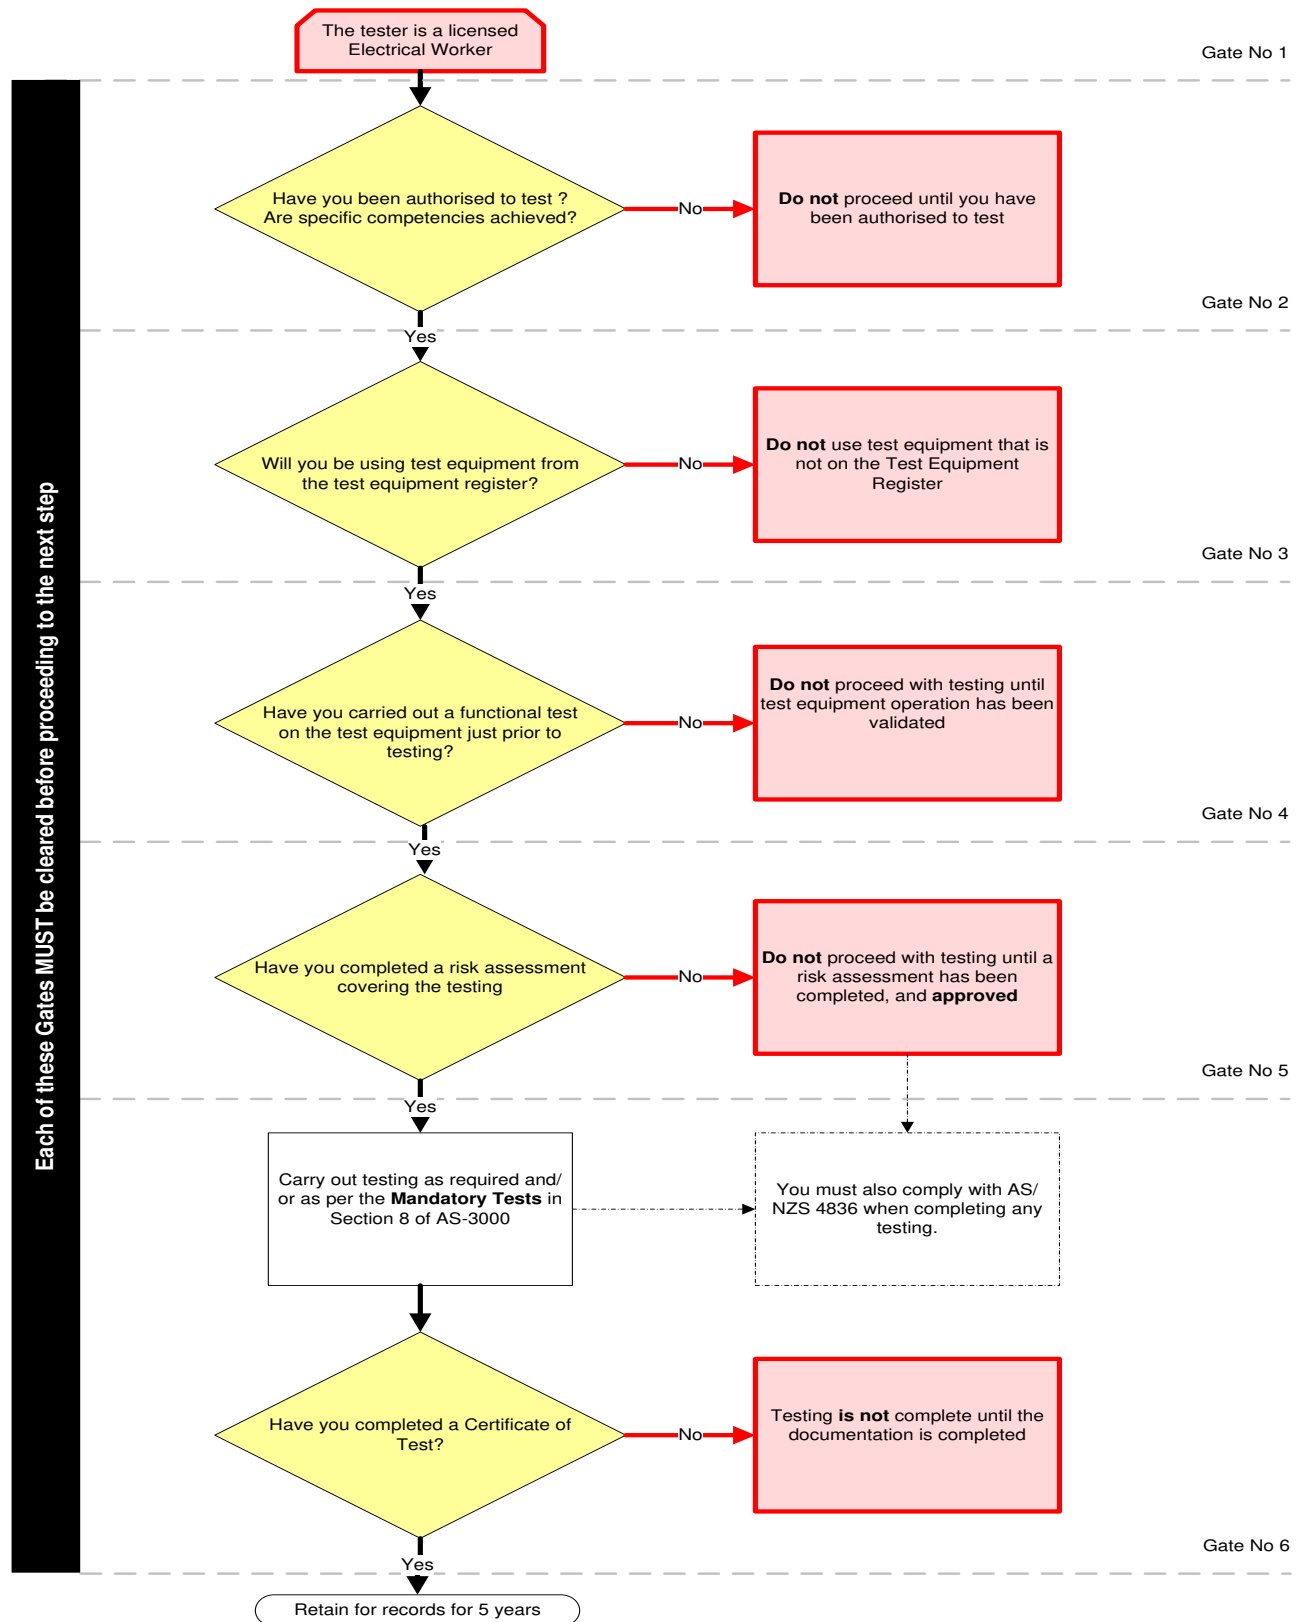 The tester is a licensed
Electrical Worker
Gate No 1
Each of these Gates MUST be cleared before proceeding to the next step
Have you been authorised to test ?
Are specific competencies achieved?
No
Do not proceed until you have
been authorised to test
Gate No 2
Yes
Will you be using test equipment from
the test equipment register?
No
Do not use test equipment that is
not on the Test Equipment
Register
Gate No 3
Yes
Have you carried out a functional test
on the test equipment just prior to
testing?
No
Do not proceed with testing until
test equipment operation has been
validated
Gate No 4
Yes
Have you completed a risk assessment
covering the testing
No
Do not proceed with testing until a
risk assessment has been
completed, and approved
Gate No 5
Yes
Carry out testing as required and/
or as per the Mandatory Tests in
Section 8 of AS-3000
You must also comply with AS/
NZS 4836 when completing any
testing.
Have you completed a Certificate of
Test?
No
Testing is not complete until the
documentation is completed
Gate No 6
Yes
Retain for records for 5 years